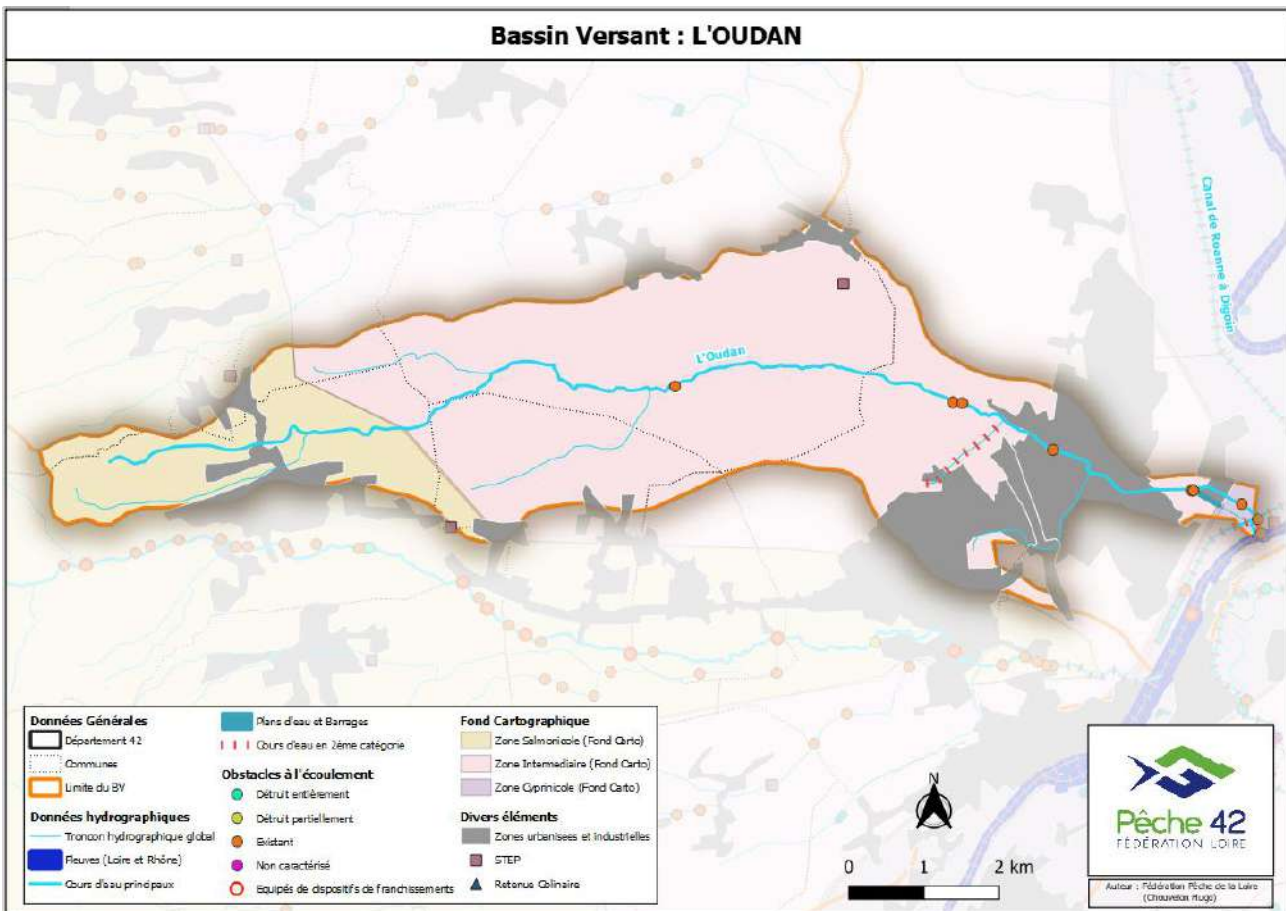 Bassin Versant : L'OUDAN
Canal de Roanne à Digoin
L'Oudan
Données Générales
Département 42
Communes
Limite du BV
Données hydrographiques
Troncon hydrographique global
Fleuves (Loire et Rhône)
Cours d'eau principaux
Plans d'eau et Barrages
Cours d'eau en 2ème catégorie
Obstacles à l'écoulement
Détruit entièrement
Détruit partiellement
Existant
Non caractérisé
Equipés de dispositifs de franchissements
Fond Cartographique
Zone Salmonicole (Fond Carto)
Zone Intermediaire (Fond Carto)
Zone Cyprinicole (Fond Carto)
Divers éléments
Zones urbanisees et industrielles
STEP
Retenue Colinaire
N
0 1 2 km
Pêche 42
FÉDÉRATION LOIRE
Auteur : Fédération Pêche de la Loire
(Chauvelon Hugo)